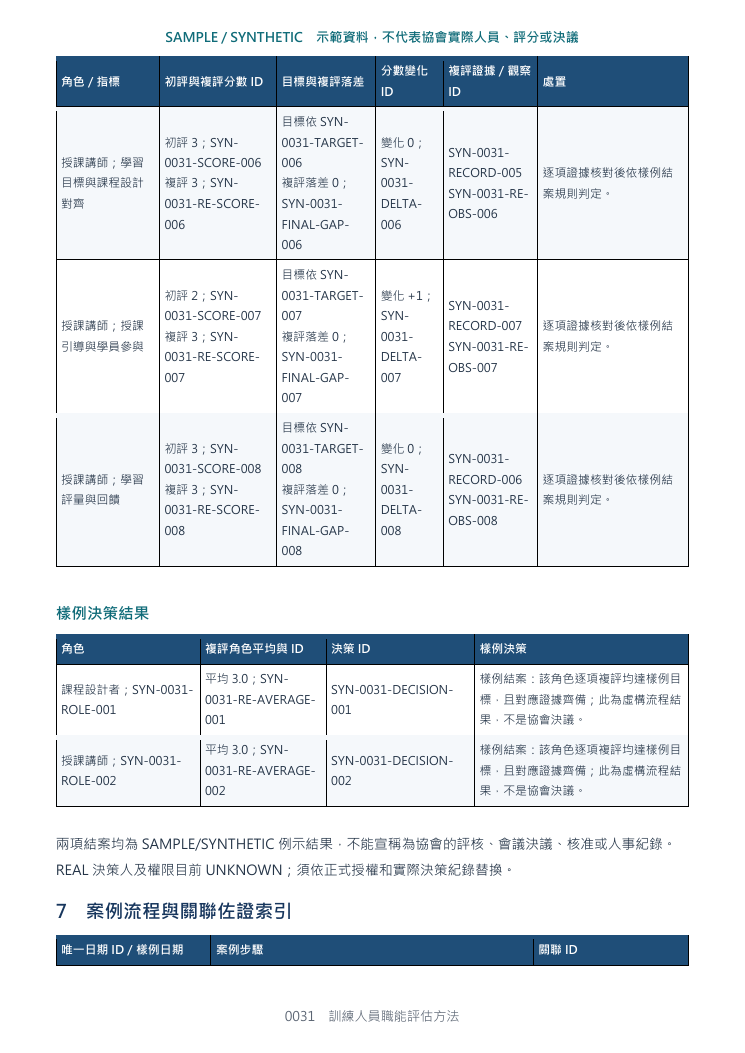 SAMPLE / SYNTHETIC　示範資料，不代表協會實際人員、評分或決議
角色 / 指標
初評與複評分數 ID
目標與複評落差
分數變化
ID
複評證據 / 觀察
ID
處置
授課講師；學習
目標與課程設計
對齊
初評 3；SYN-
0031-SCORE-006
複評 3；SYN-
0031-RE-SCORE-
006
目標依 SYN-
0031-TARGET-
006
複評落差 0；
SYN-0031-
FINAL-GAP-
006
變化 0；
SYN-
0031-
DELTA-
006
SYN-0031-
RECORD-005
SYN-0031-RE-
OBS-006
逐項證據核對後依樣例結
案規則判定。
授課講師；授課
引導與學員參與
初評 2；SYN-
0031-SCORE-007
複評 3；SYN-
0031-RE-SCORE-
007
目標依 SYN-
0031-TARGET-
007
複評落差 0；
SYN-0031-
FINAL-GAP-
007
變化 +1；
SYN-
0031-
DELTA-
007
SYN-0031-
RECORD-007
SYN-0031-RE-
OBS-007
逐項證據核對後依樣例結
案規則判定。
授課講師；學習
評量與回饋
初評 3；SYN-
0031-SCORE-008
複評 3；SYN-
0031-RE-SCORE-
008
目標依 SYN-
0031-TARGET-
008
複評落差 0；
SYN-0031-
FINAL-GAP-
008
變化 0；
SYN-
0031-
DELTA-
008
SYN-0031-
RECORD-006
SYN-0031-RE-
OBS-008
逐項證據核對後依樣例結
案規則判定。
樣例決策結果
角色
複評角色平均與 ID
決策 ID
樣例決策
課程設計者；SYN-0031-
ROLE-001
平均 3.0；SYN-
0031-RE-AVERAGE-
001
SYN-0031-DECISION-
001
樣例結案：該角色逐項複評均達樣例目
標，且對應證據齊備；此為虛構流程結
果，不是協會決議。
授課講師；SYN-0031-
ROLE-002
平均 3.0；SYN-
0031-RE-AVERAGE-
002
SYN-0031-DECISION-
002
樣例結案：該角色逐項複評均達樣例目
標，且對應證據齊備；此為虛構流程結
果，不是協會決議。
兩項結案均為 SAMPLE/SYNTHETIC 例示結果，不能宣稱為協會的評核、會議決議、核准或人事紀錄。
REAL 決策人及權限目前 UNKNOWN；須依正式授權和實際決策紀錄替換。
7　案例流程與關聯佐證索引
唯一日期 ID / 樣例日期
案例步驟
關聯 ID
0031　訓練人員職能評估方法